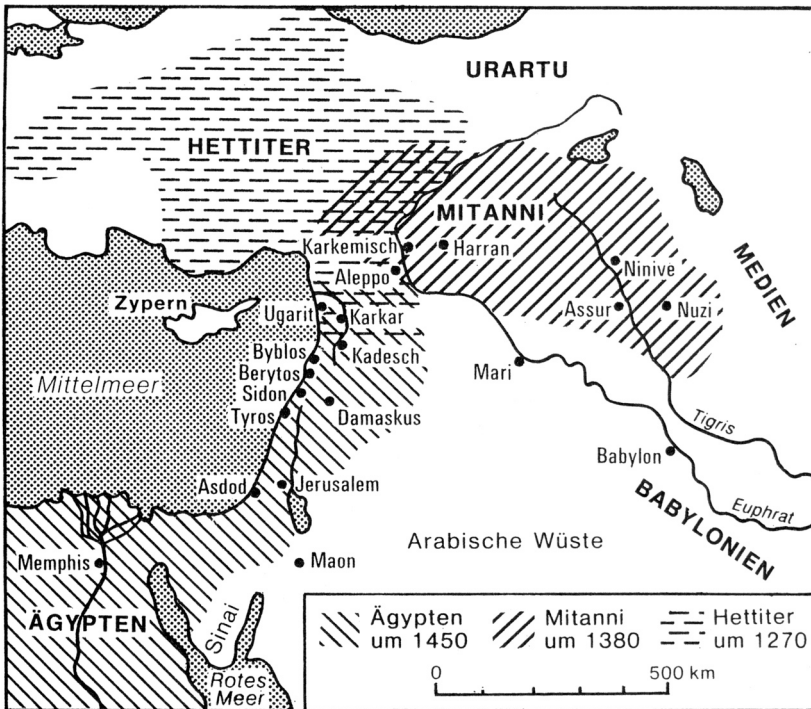 URARTU
HETTITER
MITANNI
Karkemisch
Harran
MEDIEN
Ninive
Aleppo
Zypern
Ugarit
Karkar
Assur
Nuzi
Byblos
Kadesch
Mittelmeer
Berytos
Mari
Sidon
Damaskus
Tyros
Tigris
Babylon
Asdod
Jerusalem
BABYLONIEN
Euphrat
Arabische Wüste
Memphis
Maon
ÄGYPTEN
Sinai
Rotes
Meer
Ägypten
um 1450
Mitanni
um 1380
Hettiter
um 1270
0 500 km